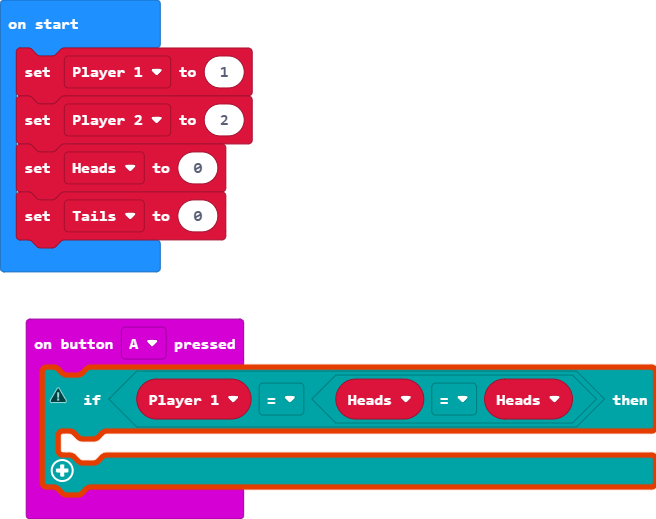 on start
set Player 1 to 1
set Player 2 to 2
set Heads to 0
set Tails to 0
on button A pressed
if Player 1 = Heads = Heads then